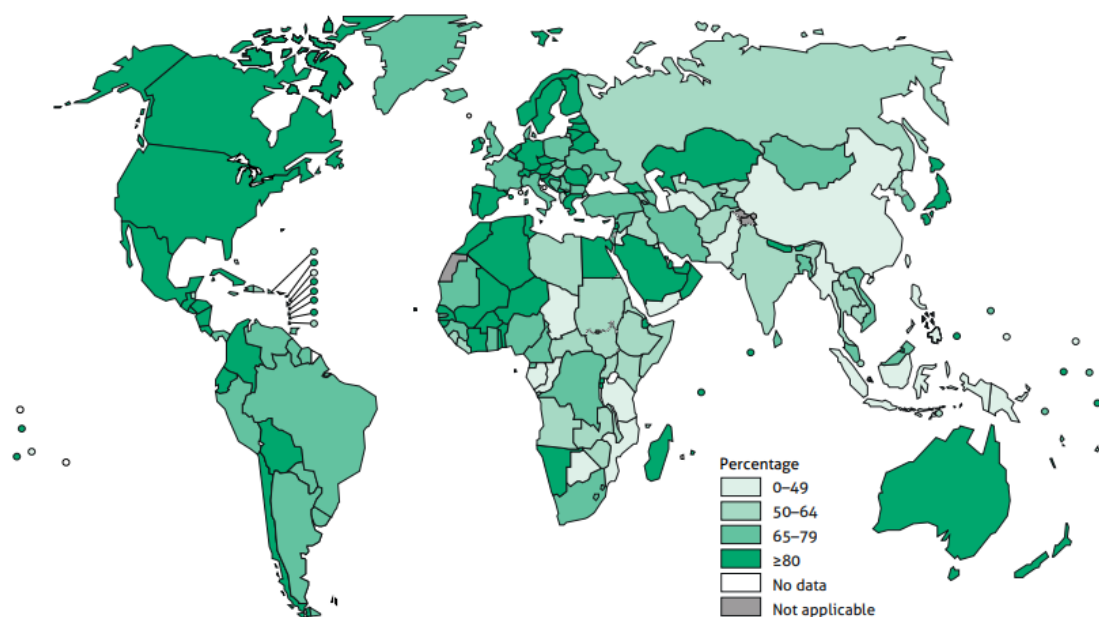 Percentage
0–49
50–64
65–79
≥80
No data
Not applicable